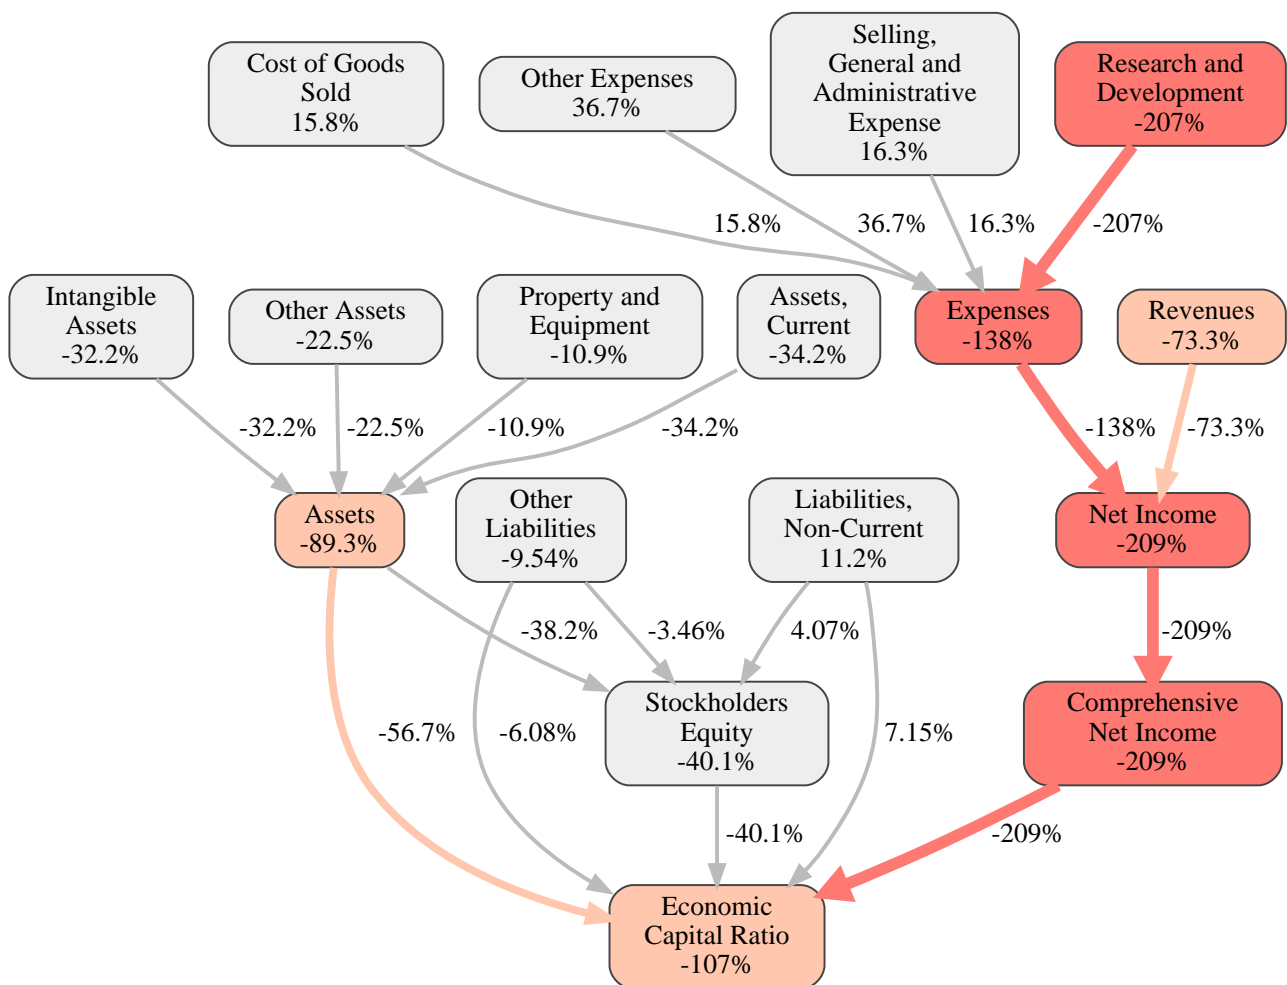 Cost of Goods
Sold
15.8%
Other Expenses
36.7%
Selling,
General and
Administrative
Expense
16.3%
Research and
Development
-207%
15.8%
36.7%
16.3%
-207%
Intangible
Assets
-32.2%
Other Assets
-22.5%
Property and
Equipment
-10.9%
Assets,
Current
-34.2%
Expenses
-138%
Revenues
-73.3%
-32.2%
-22.5%
-10.9%
-34.2%
-138%
-73.3%
Assets
-89.3%
Other
Liabilities
-9.54%
Liabilities,
Non-Current
11.2%
Net Income
-209%
-38.2%
-3.46%
4.07%
-209%
-56.7%
-6.08%
Stockholders
Equity
-40.1%
7.15%
Comprehensive
Net Income
-209%
-40.1%
-209%
Economic
Capital Ratio
-107%